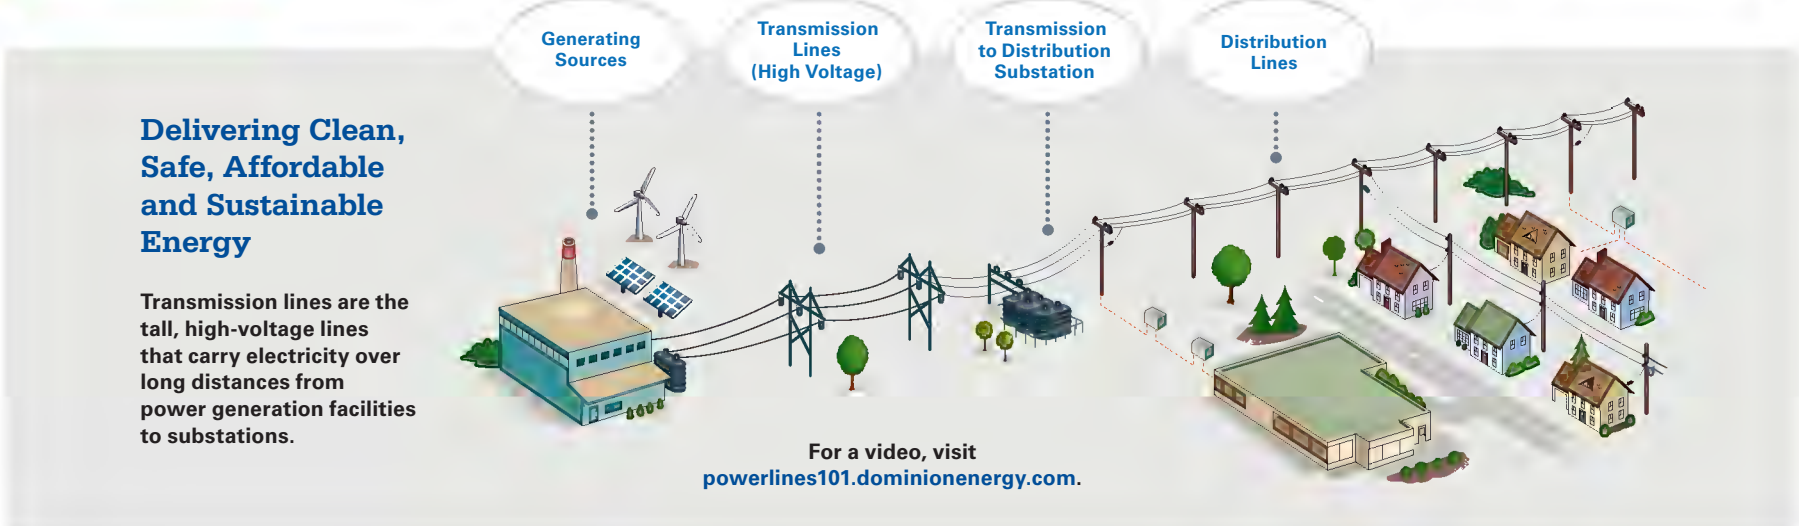 Generating
Sources
Transmission
Lines
(High Voltage)
Transmission
to Distribution
Substation
Distribution
Lines
Delivering Clean,
Safe, Affordable
and Sustainable
Energy
Transmission lines are the
tall, high-voltage lines
that carry electricity over
long distances from
power generation facilities
to substations.
For a video, visit
powerlines101.dominionenergy.com.